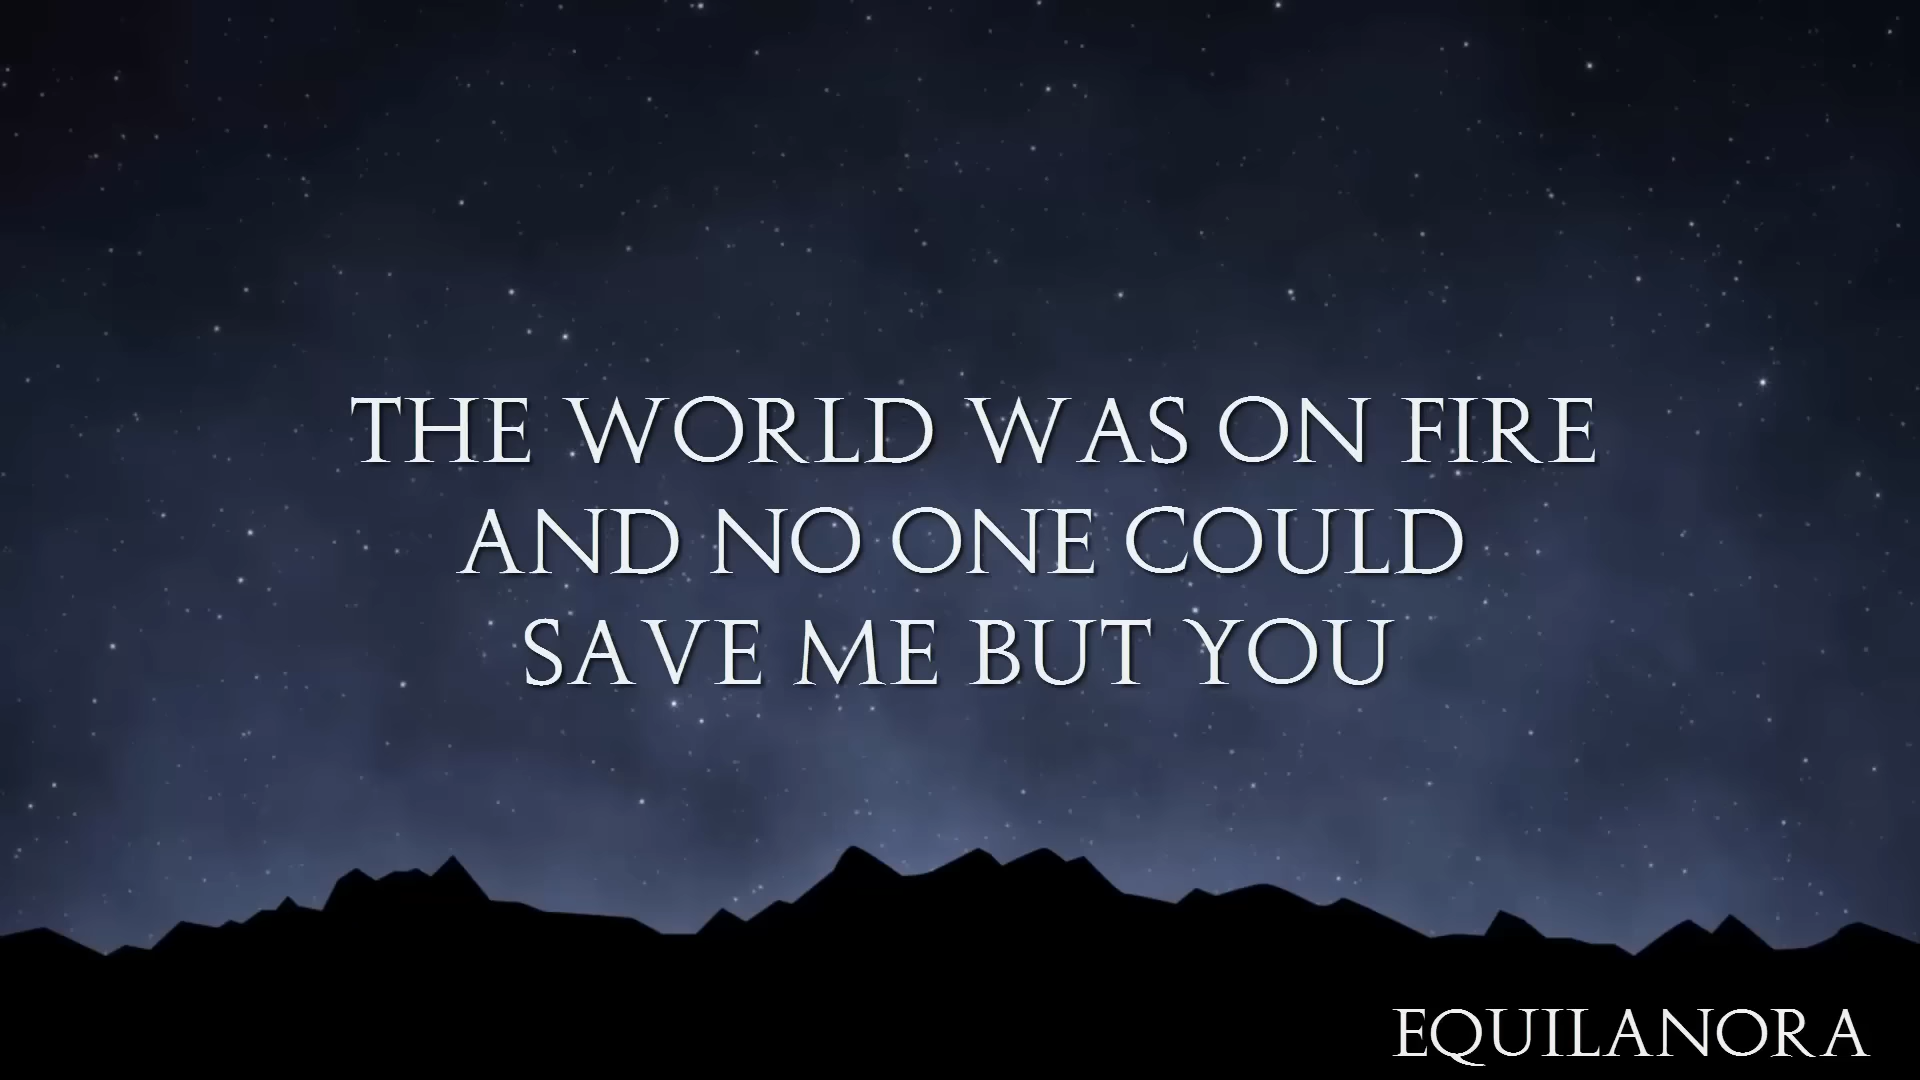 THE WORLD WAS ON FIRE
AND NO ONE COULD
SAVE ME BUT YOU
EQUILANORA